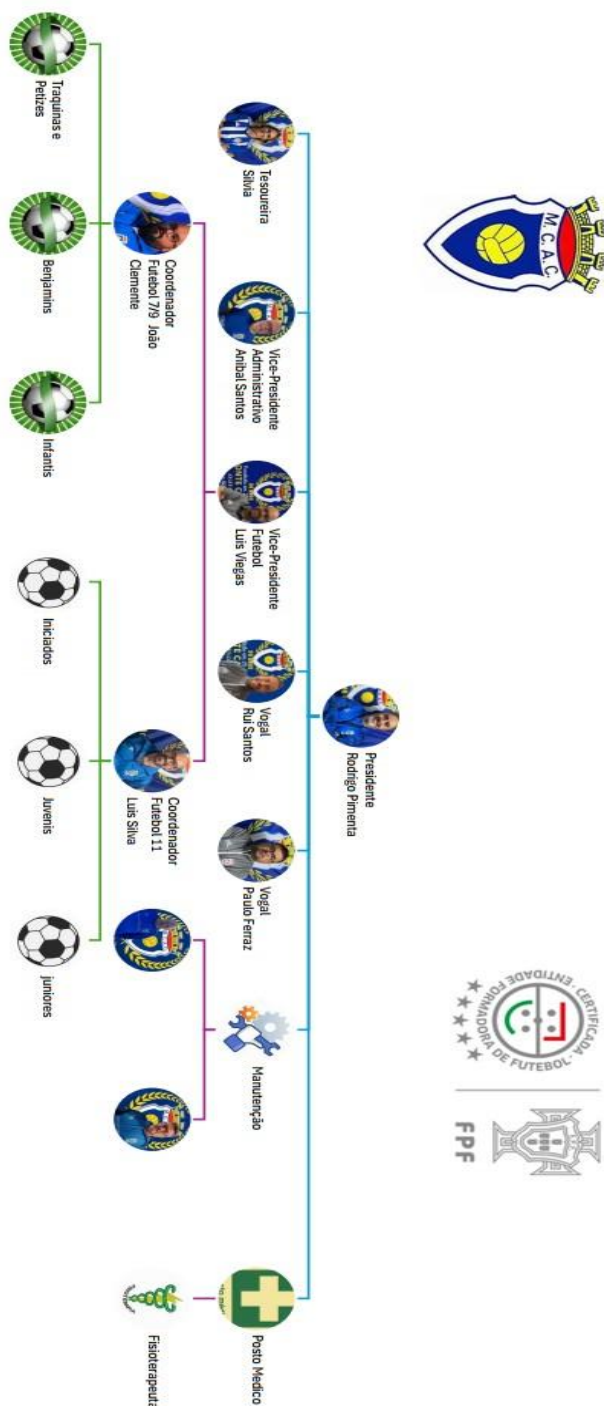 M.C.A.C.
CERTIFICADA · ENTIDADE FORMADORA DE FUTEBOL
FPF
Presidente
Rodrigo Pimenta
Tesoureira
Silvia
Vice-Presidente
Administrativo
Anibal Santos
Vice-Presidente
Futebol
Luis Viegas
Vogal
Rui Santos
Vogal
Paulo Ferraz
Manutenção
Posto Medico
Coordenador
Futebol 7/9 João
Clemente
Coordenador
Futebol 11
Luis Silva
Fisioterapeuta
Traquinas e
Petizes
Benjamins
Infantis
Iniciados
Juvenis
juniores